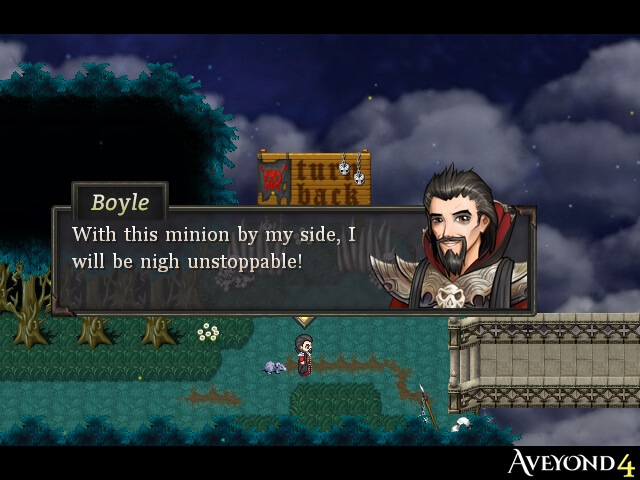 turn
back
Boyle
With this minion by my side, I
will be nigh unstoppable!
AVEYOND 4